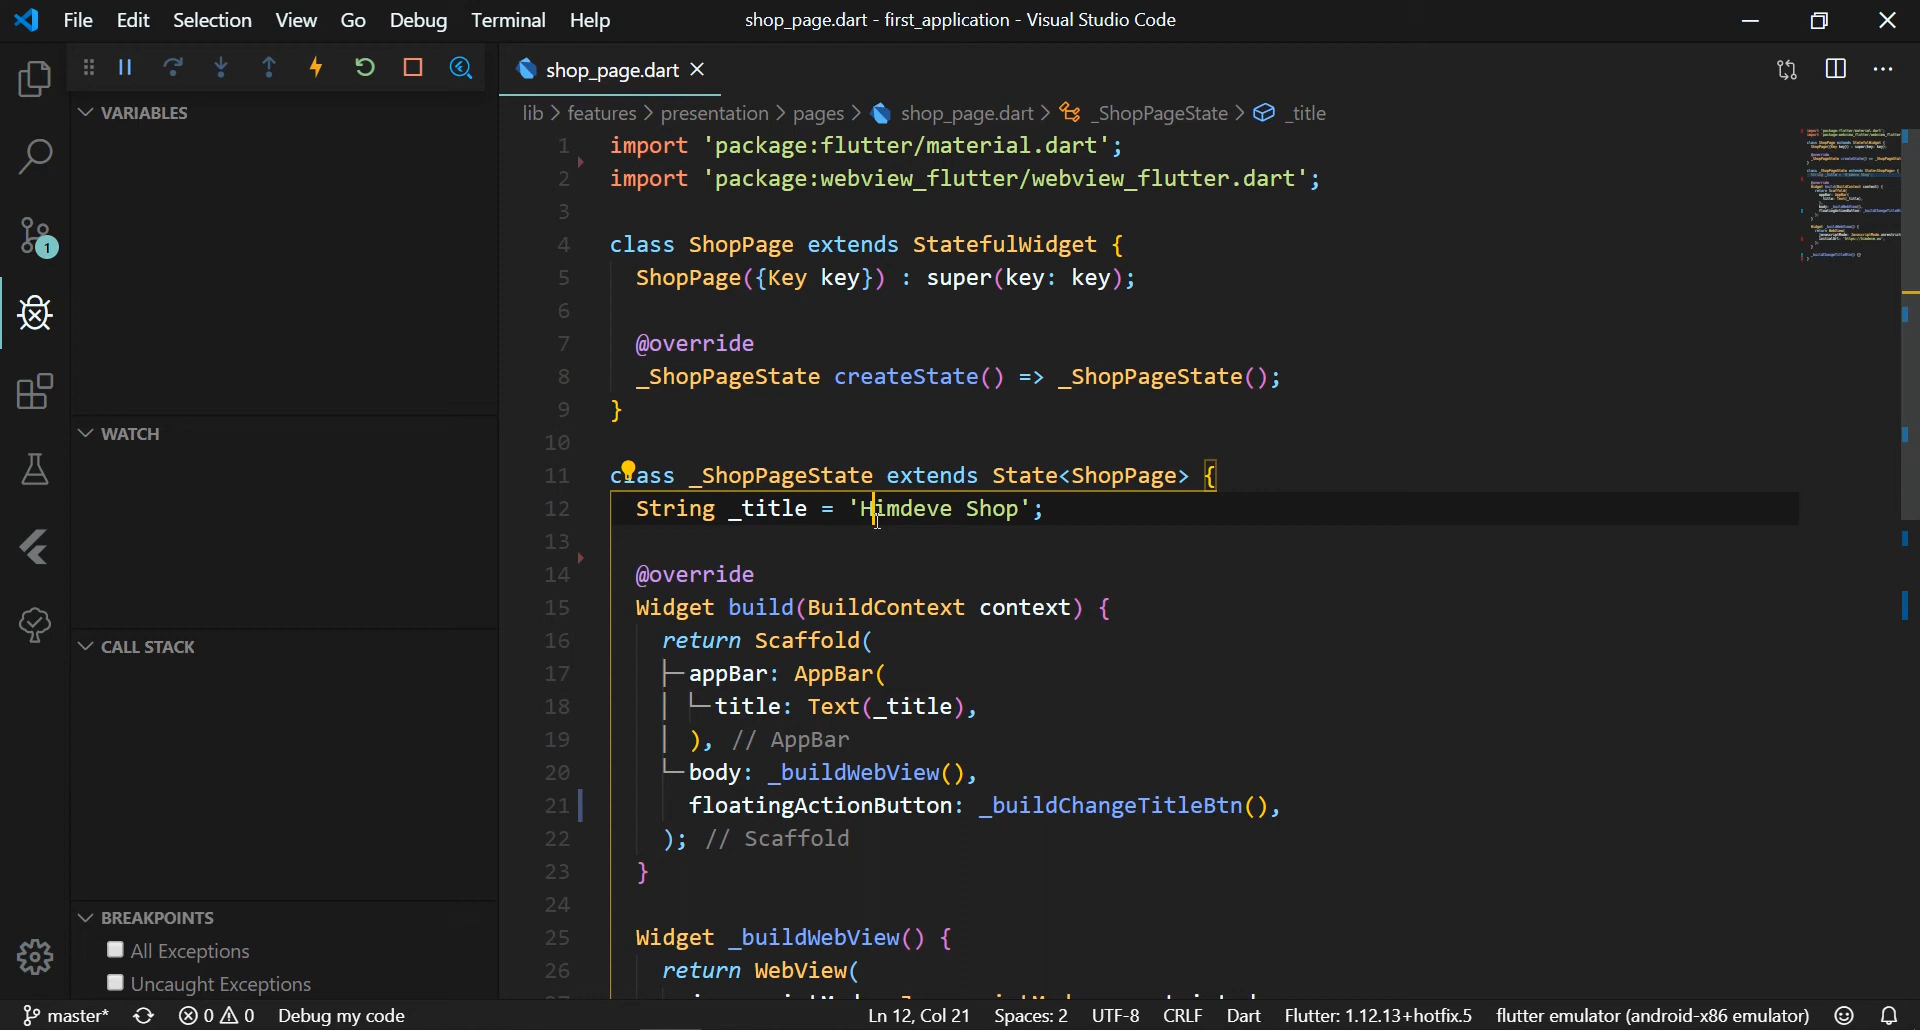 File Edit Selection View Go Debug Terminal Help shop_page.dart - first_application - Visual Studio Code
shop_page.dart
VARIABLES
lib > features > presentation > pages > shop_page.dart > _ShopPageState > _title
1 import 'package:flutter/material.dart';
2 import 'package:webview_flutter/webview_flutter.dart';
3
4 class ShopPage extends StatefulWidget {
5 ShopPage({Key key}) : super(key: key);
6
7 @override
8 _ShopPageState createState() => _ShopPageState();
9 }
10
11 class _ShopPageState extends State<ShopPage> {
12 String _title = 'Himdeve Shop';
13
14 @override
15 Widget build(BuildContext context) {
16 return Scaffold(
17 appBar: AppBar(
18 title: Text(_title),
19 ), // AppBar
20 body: _buildWebView(),
21 floatingActionButton: _buildChangeTitleBtn(),
22 ); // Scaffold
23 }
24
25 Widget _buildWebView() {
26 return WebView(
1
WATCH
CALL STACK
BREAKPOINTS
All Exceptions
Uncaught Exceptions
master* 0 0 Debug my code Ln 12, Col 21 Spaces: 2 UTF-8 CRLF Dart Flutter: 1.12.13+hotfix.5 flutter emulator (android-x86 emulator)